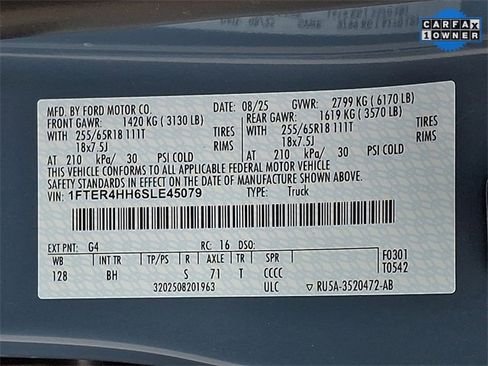 CARFAX
1 OWNER
MFD. BY FORD MOTOR CO. 08/25 GVWR: 2799 KG ( 6170 LB)
FRONT GAWR: 1420 KG ( 3130 LB) REAR GAWR: 1619 KG ( 3570 LB)
WITH 255/65R18 111T TIRES WITH 255/65R18 111T TIRES
18x7.5J RIMS 18x7.5J RIMS
AT 210 kPa/ 30 PSI COLD AT 210 kPa/ 30 PSI COLD
THIS VEHICLE CONFORMS TO ALL APPLICABLE FEDERAL MOTOR VEHICLE
SAFETY STANDARDS IN EFFECT ON THE DATE OF MANUFACTURE SHOWN ABOVE.
VIN: 1FTER4HH6SLE45079 TYPE: Truck
EXT PNT: G4 RC: 16 DSO: F0301
WB BRK INT TR TP/PS R AXLE TR SPR T0542
128 BH S 71 T CCCC
3202508201963 ULC ▽ RU5A-3520472-AB